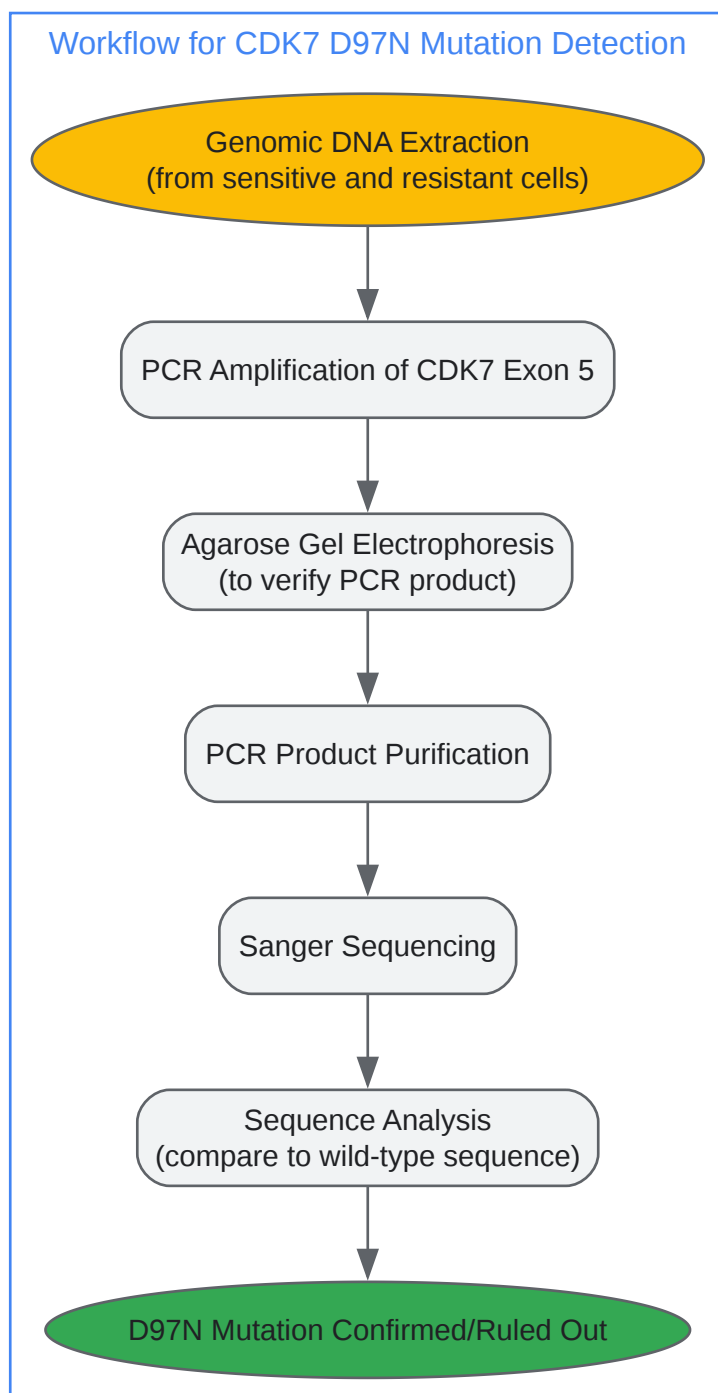 Workflow for CDK7 D97N Mutation Detection
Genomic DNA Extraction
(from sensitive and resistant cells)
PCR Amplification of CDK7 Exon 5
Agarose Gel Electrophoresis
(to verify PCR product)
PCR Product Purification
Sanger Sequencing
Sequence Analysis
(compare to wild-type sequence)
D97N Mutation Confirmed/Ruled Out